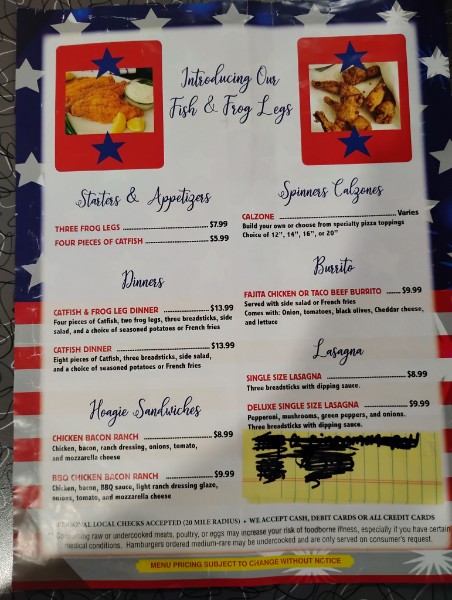 Introducing Our
Fish & Frog Legs
Starters & Appetizers
THREE FROG LEGS $7.99
FOUR PIECES OF CATFISH $5.99
Dinners
CATFISH & FROG LEG DINNER $13.99
Four pieces of Catfish, two frog legs, three breadsticks, side
salad, and a choice of seasoned potatoes or French fries
CATFISH DINNER $13.99
Eight pieces of Catfish, three breadsticks, side salad,
and a choice of seasoned potatoes or French fries
Hoagie Sandwiches
CHICKEN BACON RANCH $8.99
Chicken, bacon, ranch dressing, onions, tomato,
and mozzarella cheese
BBQ CHICKEN BACON RANCH $9.99
Chicken, bacon, BBQ sauce, light ranch dressing glaze,
onions, tomato, and mozzarella cheese
Spinners Calzones
CALZONE Varies
Build your own or choose from specialty pizza toppings
Choice of 12", 14", 16", or 20"
Burrito
FAJITA CHICKEN OR TACO BEEF BURRITO $9.99
Served with side salad or French fries
Comes with: Onion, tomatoes, black olives, Cheddar cheese,
and lettuce
Lasagna
SINGLE SIZE LASAGNA $8.99
Three breadsticks with dipping sauce.
DELUXE SINGLE SIZE LASAGNA $9.99
Pepperoni, mushrooms, green peppers, and onions.
Three breadsticks with dipping sauce.
PERSONAL LOCAL CHECKS ACCEPTED (20 MILE RADIUS) • WE ACCEPT CASH, DEBIT CARDS OR ALL CREDIT CARDS
Consuming raw or undercooked meats, poultry, or eggs may increase your risk of foodborne illness, especially if you have certain
medical conditions. Hamburgers ordered medium-rare may be undercooked and are only served on consumer's request.
MENU PRICING SUBJECT TO CHANGE WITHOUT NOTICE